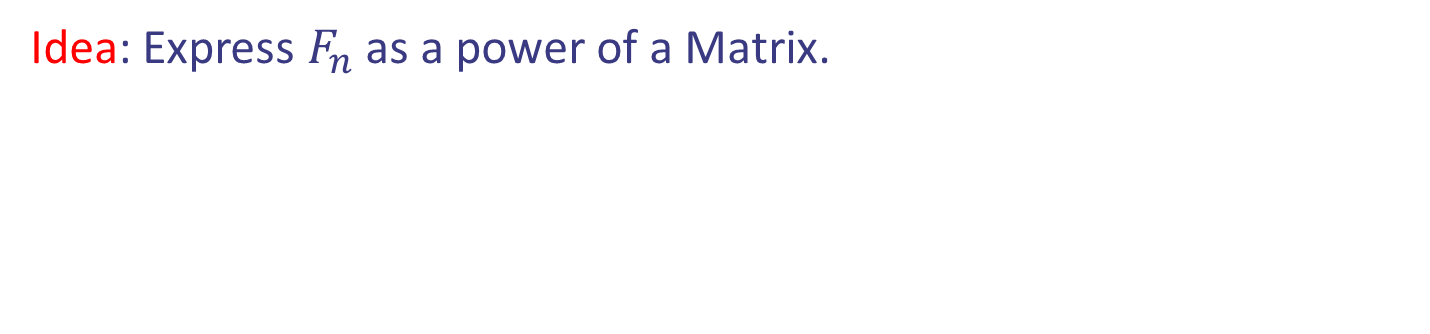 Idea: Express $F_n$ as a power of a Matrix.